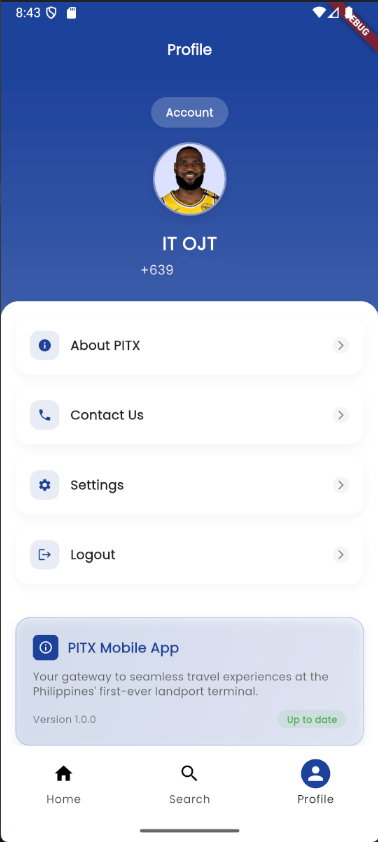 8:43
DEBUG
Profile
Account
IT OJT
+639
About PITX
Contact Us
Settings
Logout
PITX Mobile App
Your gateway to seamless travel experiences at the
Philippines' first-ever landport terminal.
Version 1.0.0
Up to date
Home
Search
Profile